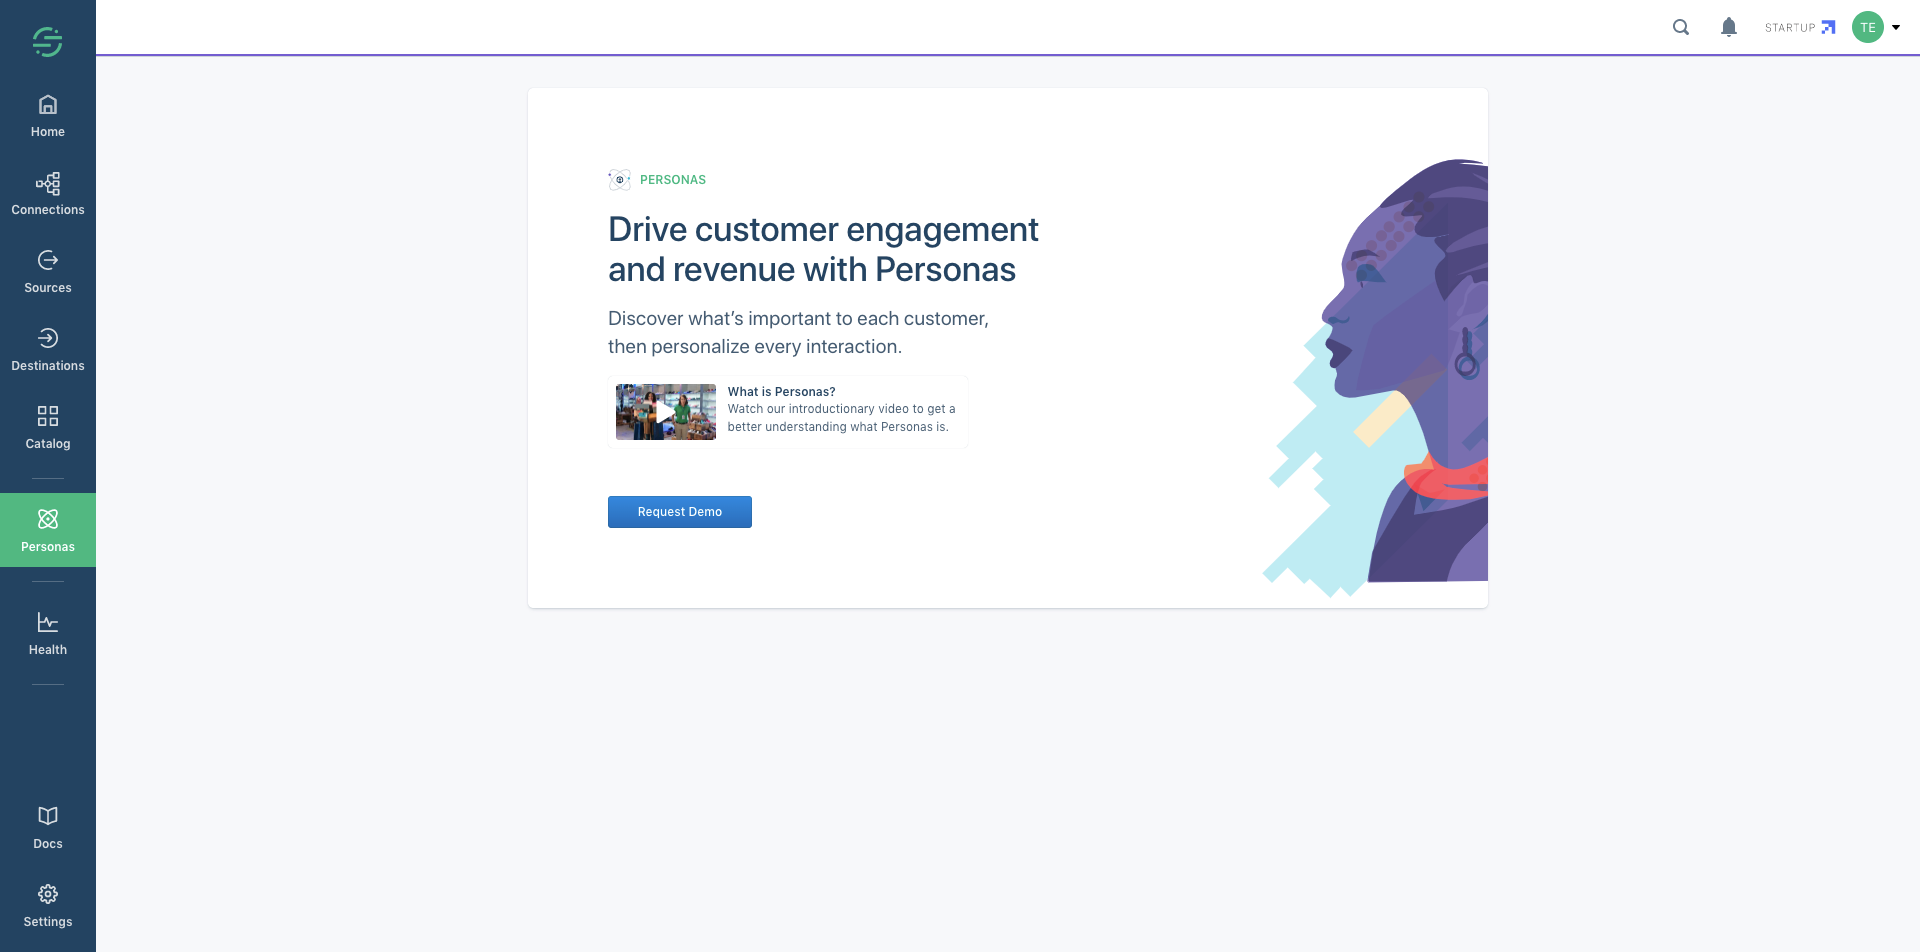 STARTUP
TE
Home
Connections
Sources
Destinations
Catalog
Personas
Health
Docs
Settings
PERSONAS
Drive customer engagement
and revenue with Personas
Discover what’s important to each customer,
then personalize every interaction.
What is Personas?
Watch our introductionary video to get a
better understanding what Personas is.
Request Demo